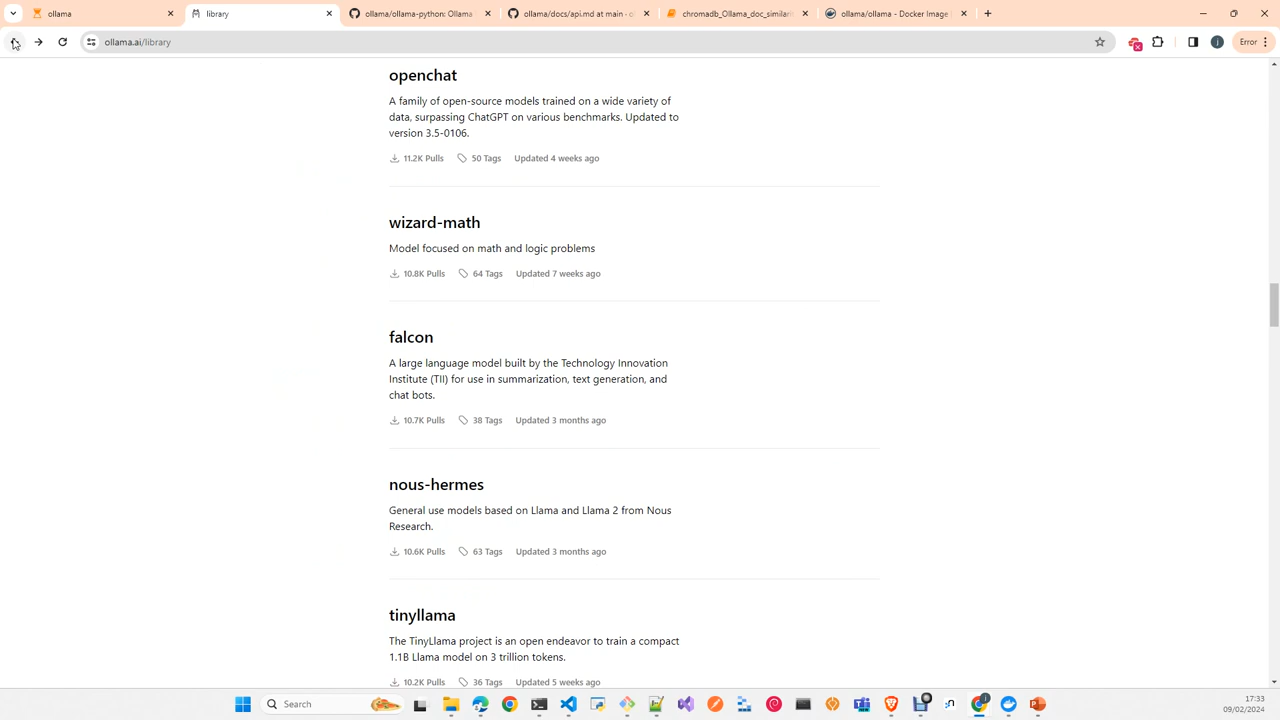 ollama
library
ollama/ollama-python: Ollama
ollama/docs/api.md at main · o
chromadb_Ollama_doc_similari
ollama/ollama - Docker Image
ollama.ai/library
Error
openchat
A family of open-source models trained on a wide variety of
data, surpassing ChatGPT on various benchmarks. Updated to
version 3.5-0106.
11.2K Pulls 50 Tags Updated 4 weeks ago
wizard-math
Model focused on math and logic problems
10.8K Pulls 64 Tags Updated 7 weeks ago
falcon
A large language model built by the Technology Innovation
Institute (TII) for use in summarization, text generation, and
chat bots.
10.7K Pulls 38 Tags Updated 3 months ago
nous-hermes
General use models based on Llama and Llama 2 from Nous
Research.
10.6K Pulls 63 Tags Updated 3 months ago
tinyllama
The TinyLlama project is an open endeavor to train a compact
1.1B Llama model on 3 trillion tokens.
10.2K Pulls 36 Tags Updated 5 weeks ago
Search
17:33
09/02/2024